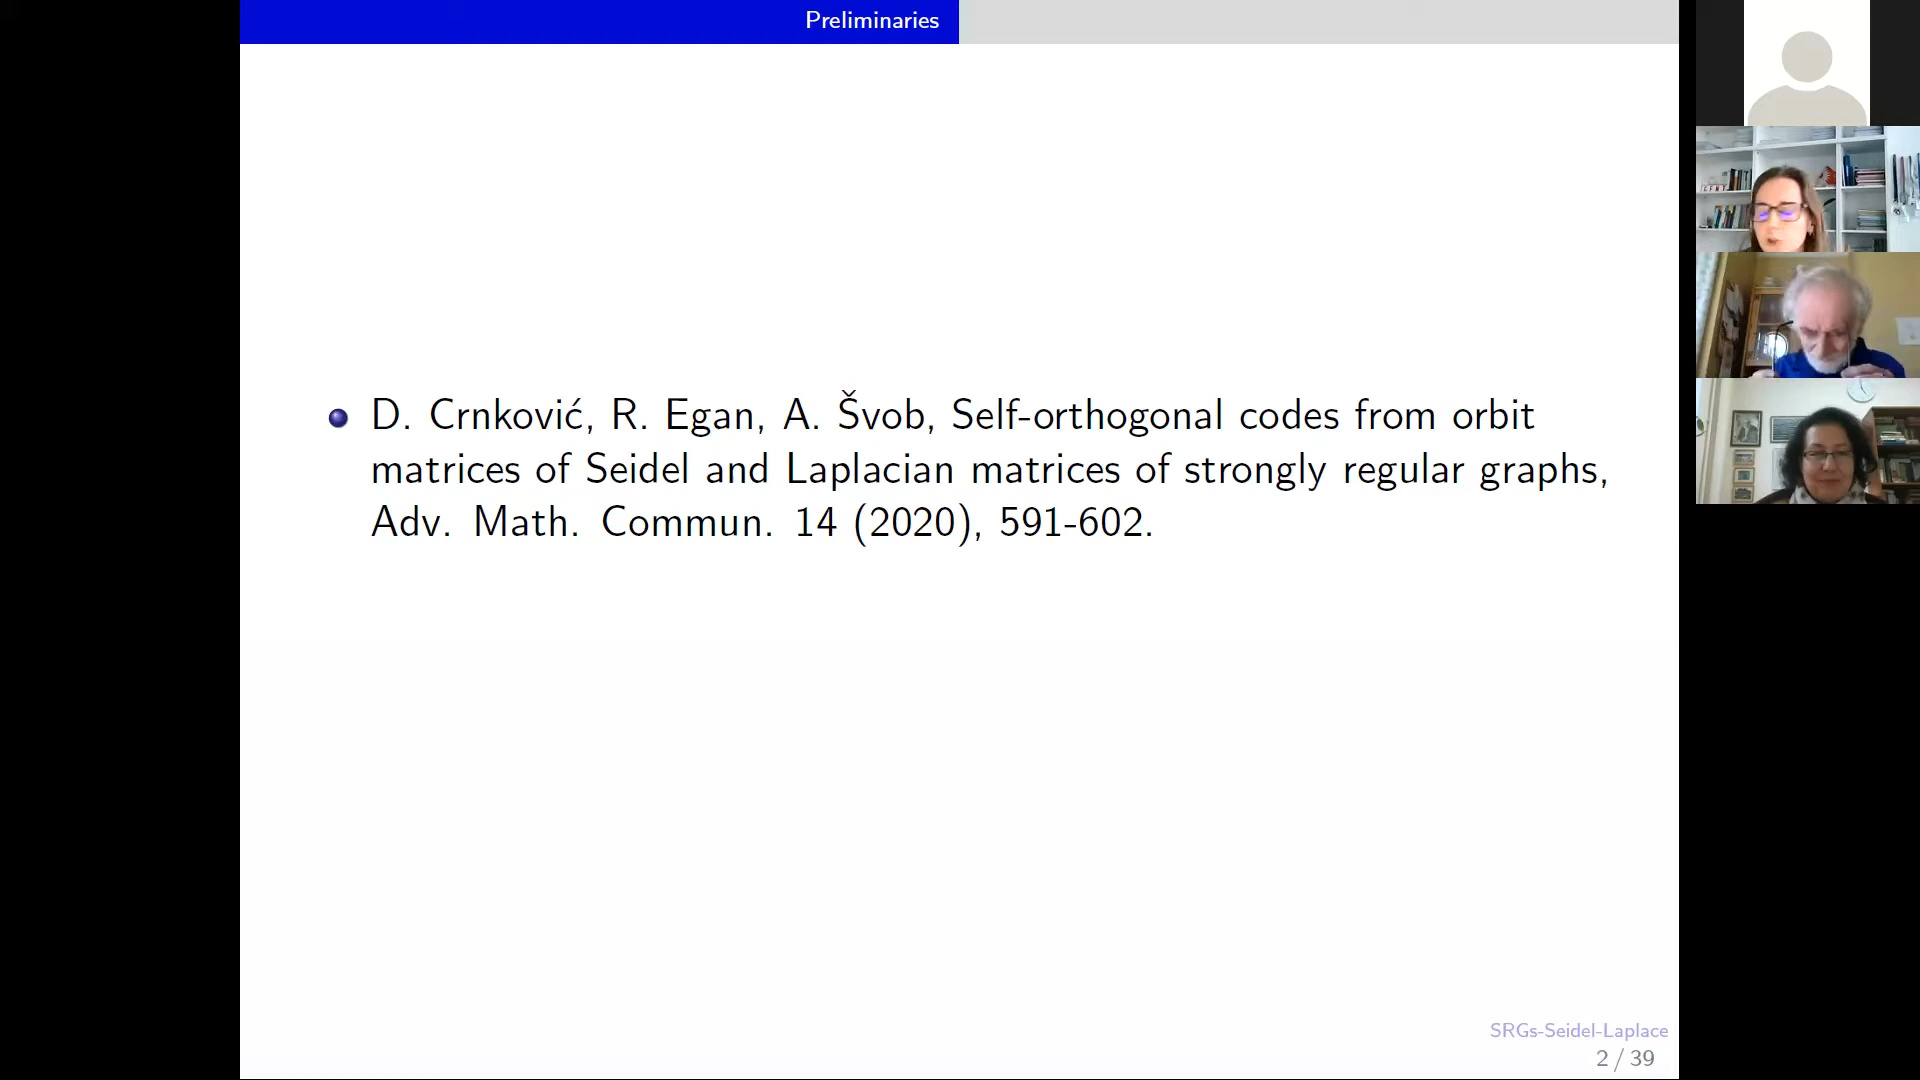 Preliminaries
D. Crnković, R. Egan, A. Švob, Self-orthogonal codes from orbit
matrices of Seidel and Laplacian matrices of strongly regular graphs,
Adv. Math. Commun. 14 (2020), 591-602.
SRGs-Seidel-Laplace
2 / 39